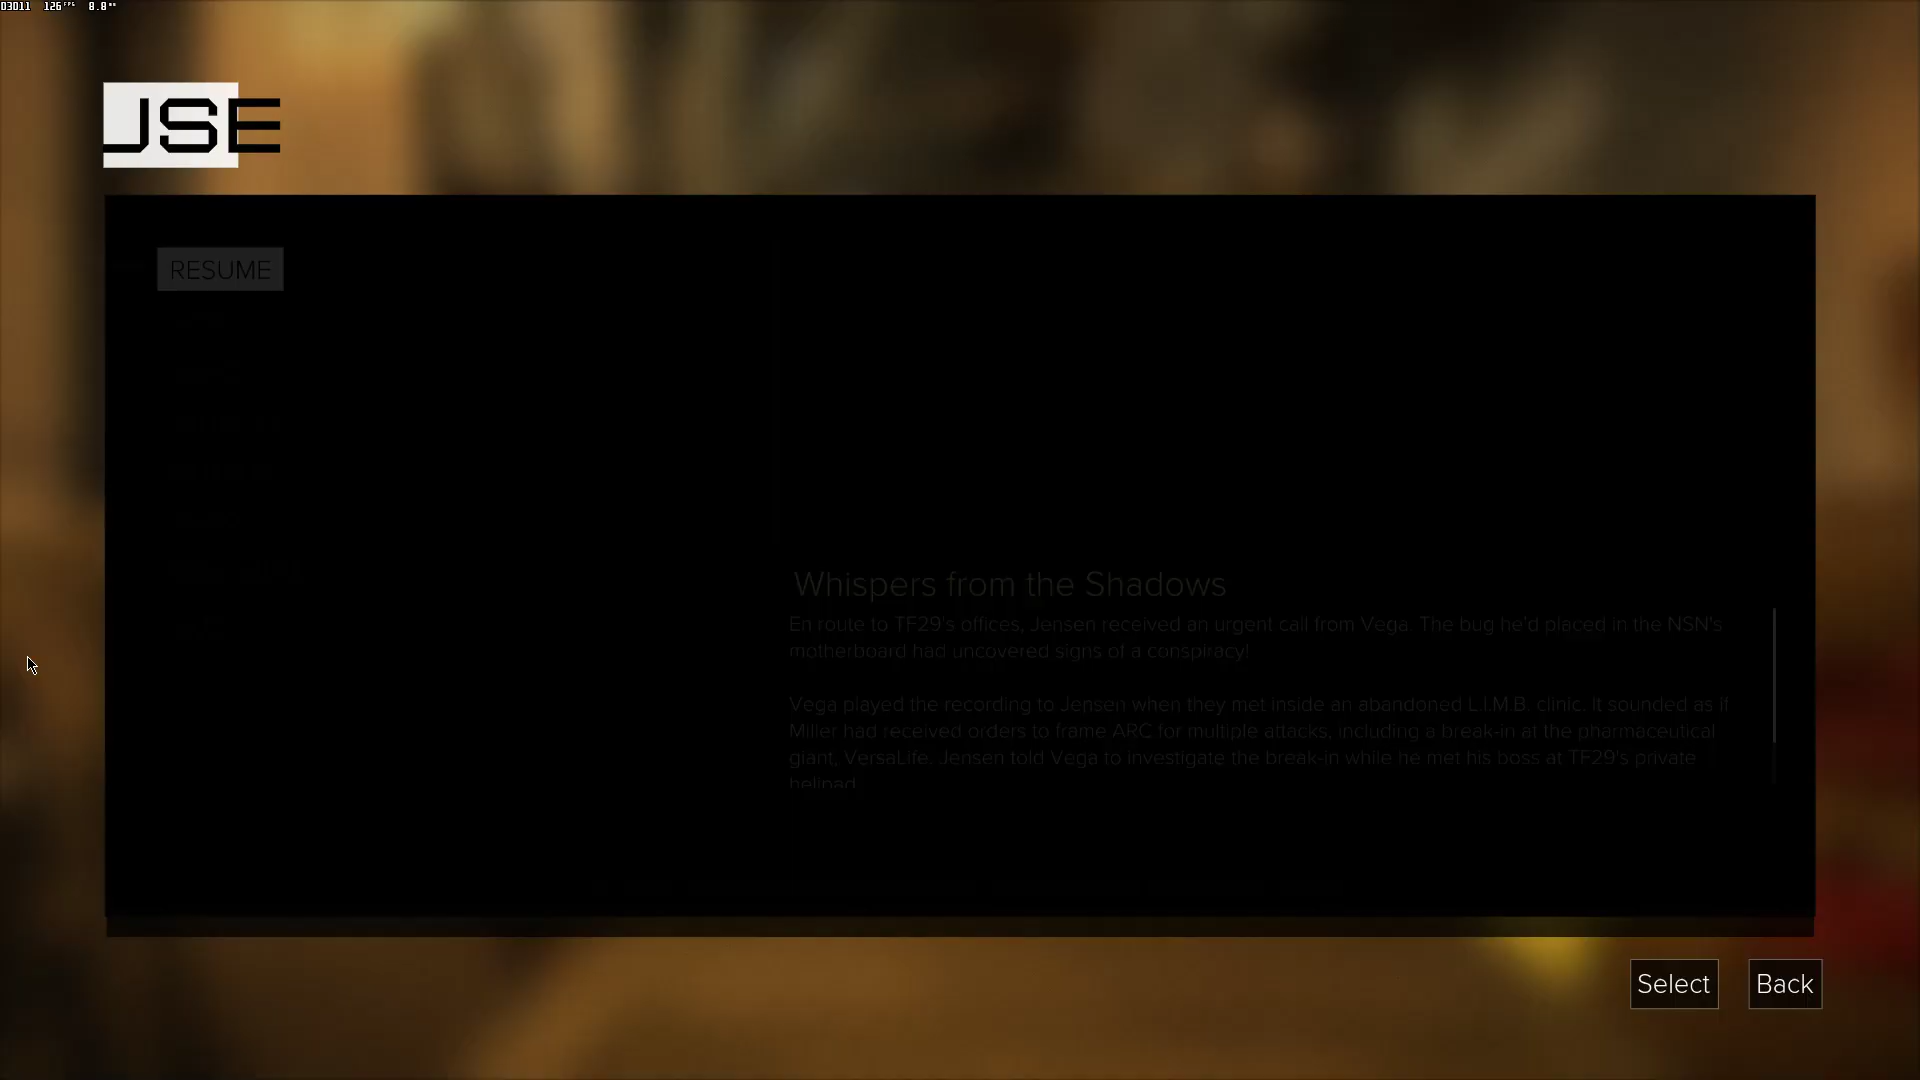 D3D11 126 FPS 8.8 ms
USE
RESUME
Whispers from the Shadows
En route to TF29's offices, Jensen received an urgent call from Vega. The bug he'd placed in the NSN's
motherboard had uncovered signs of a conspiracy!
Vega played the recording to Jensen when they met inside an abandoned L.I.M.B. clinic. It sounded as if
Miller had received orders to frame ARC for multiple attacks, including a break-in at the pharmaceutical
giant, VersaLife. Jensen told Vega to investigate the break-in while he met his boss at TF29's private
helipad.
Select Back